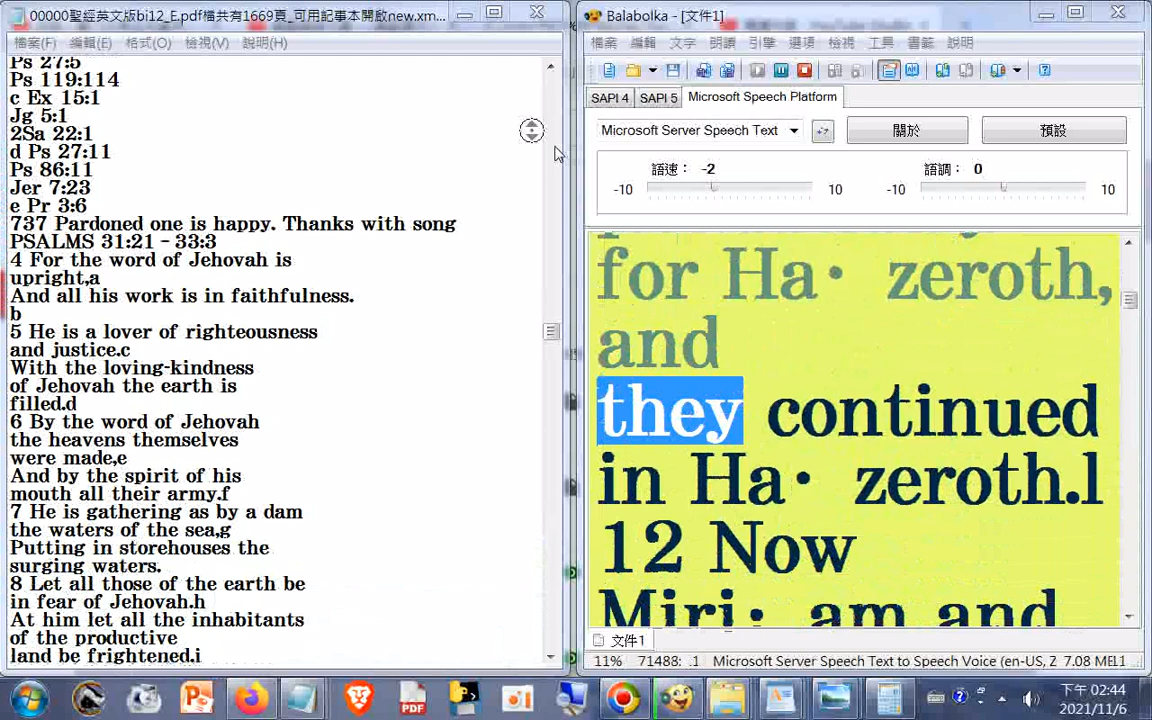 00000聖經英文版bi12_E.pdf檔共有1669頁_可用記事本開啟new.xm...
檔案(F) 編輯(E) 格式(O) 檢視(V) 說明(H)
Ps 27:5
Ps 119:114
c Ex 15:1
Jg 5:1
2Sa 22:1
d Ps 27:11
Ps 86:11
Jer 7:23
e Pr 3:6
737 Pardoned one is happy. Thanks with song
PSALMS 31:21 - 33:3
4 For the word of Jehovah is
upright,a
And all his work is in faithfulness.
b
5 He is a lover of righteousness
and justice.c
With the loving-kindness
of Jehovah the earth is
filled.d
6 By the word of Jehovah
the heavens themselves
were made,e
And by the spirit of his
mouth all their army.f
7 He is gathering as by a dam
the waters of the sea,g
Putting in storehouses the
surging waters.
8 Let all those of the earth be
in fear of Jehovah.h
At him let all the inhabitants
of the productive
land be frightened.i
Balabolka - [文件1]
檔案 編輯 文字 朗讀 引擎 選項 檢視 工具 書籤 說明
SAPI 4 SAPI 5 Microsoft Speech Platform
Microsoft Server Speech Text 關於 預設
語速： -2 語調： 0
-10 10 -10 10
for Ha· zeroth,
and
they continued
in Ha· zeroth.l
12 Now
Miri· am and
文件1
11% 71488: .1 Microsoft Server Speech Text to Speech Voice (en-US, 2 7.08 ME
PDF
下午 02:44
2021/11/6